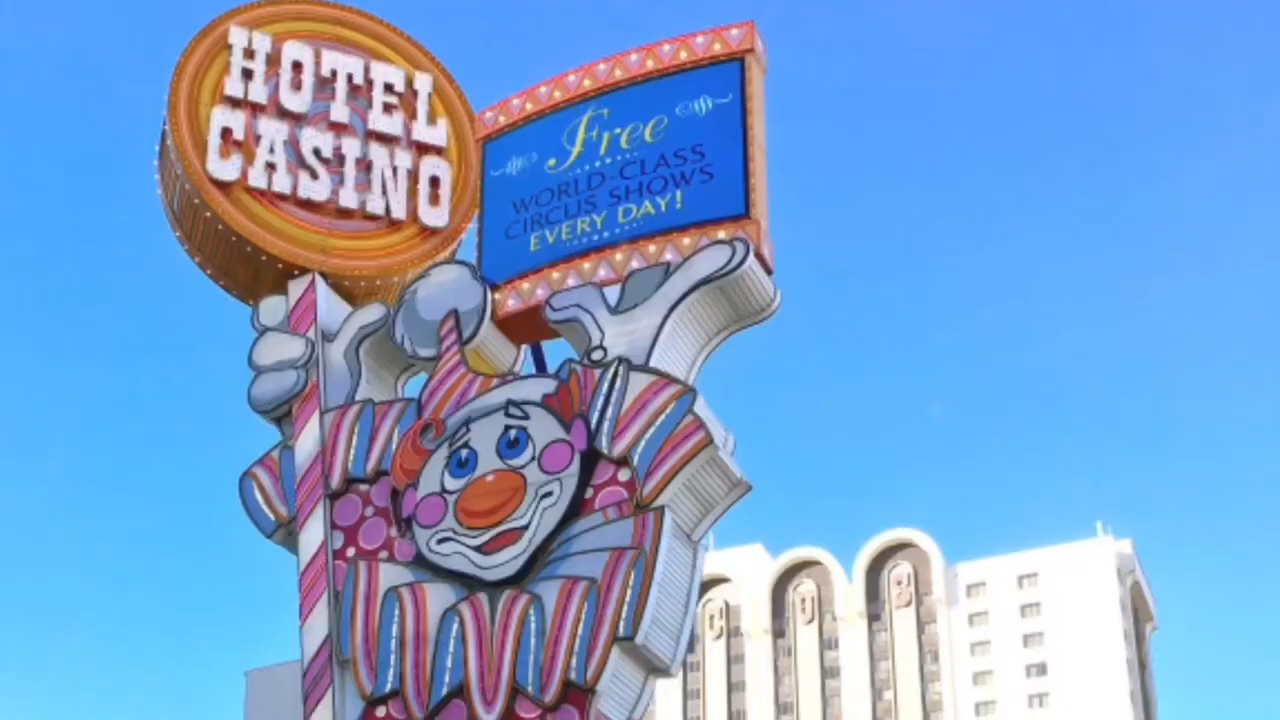 HOTEL
CASINO
Free
WORLD-CLASS
CIRCUS SHOWS
EVERY DAY!
C U S